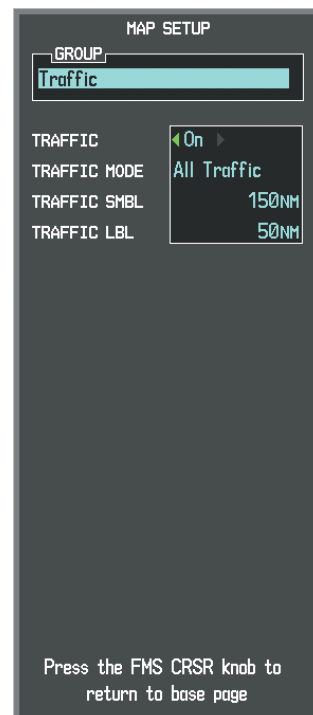 MAP SETUP
GROUP
Traffic
TRAFFIC On
TRAFFIC MODE All Traffic
TRAFFIC SMBL 150NM
TRAFFIC LBL 50NM
Press the FMS CRSR knob to
return to base page